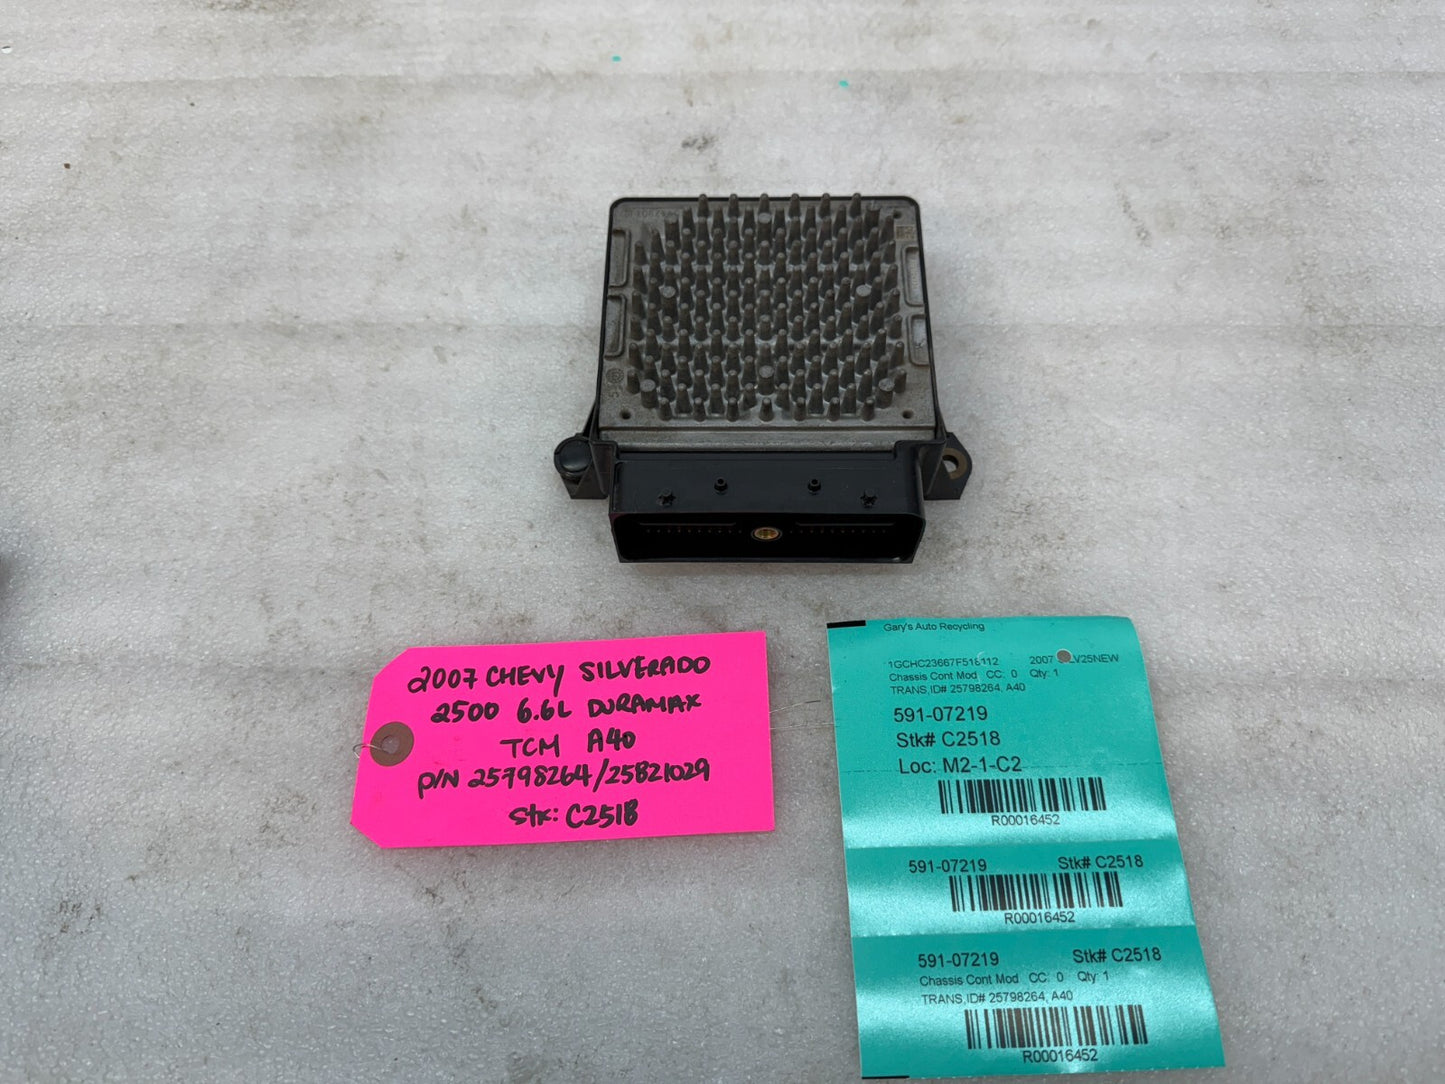 2007 CHEVY SILVERADO
2500 6.6L DURAMAX
TCM A40
P/N 25798264/25821029
Stk: C2518
Gary's Auto Recycling
1GCHC23667F518112 2007 LV25NEW
Chassis Cont Mod CC: 0 Qty: 1
TRANS,ID# 25798264, A40
591-07219
Stk# C2518
Loc: M2-1-C2
R00016452
591-07219 Stk# C2518
R00016452
591-07219 Stk# C2518
Chassis Cont Mod CC: 0 Qty: 1
TRANS,ID# 25798264, A40
R00016452